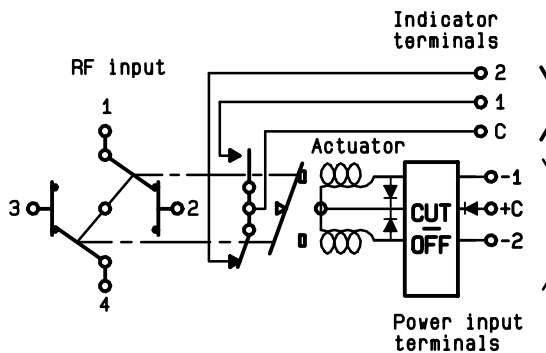 Indicator
terminals
RF input
2
1
1
C
Actuator
-1
3
2
CUT
+C
OFF
-2
4
Power input
terminals